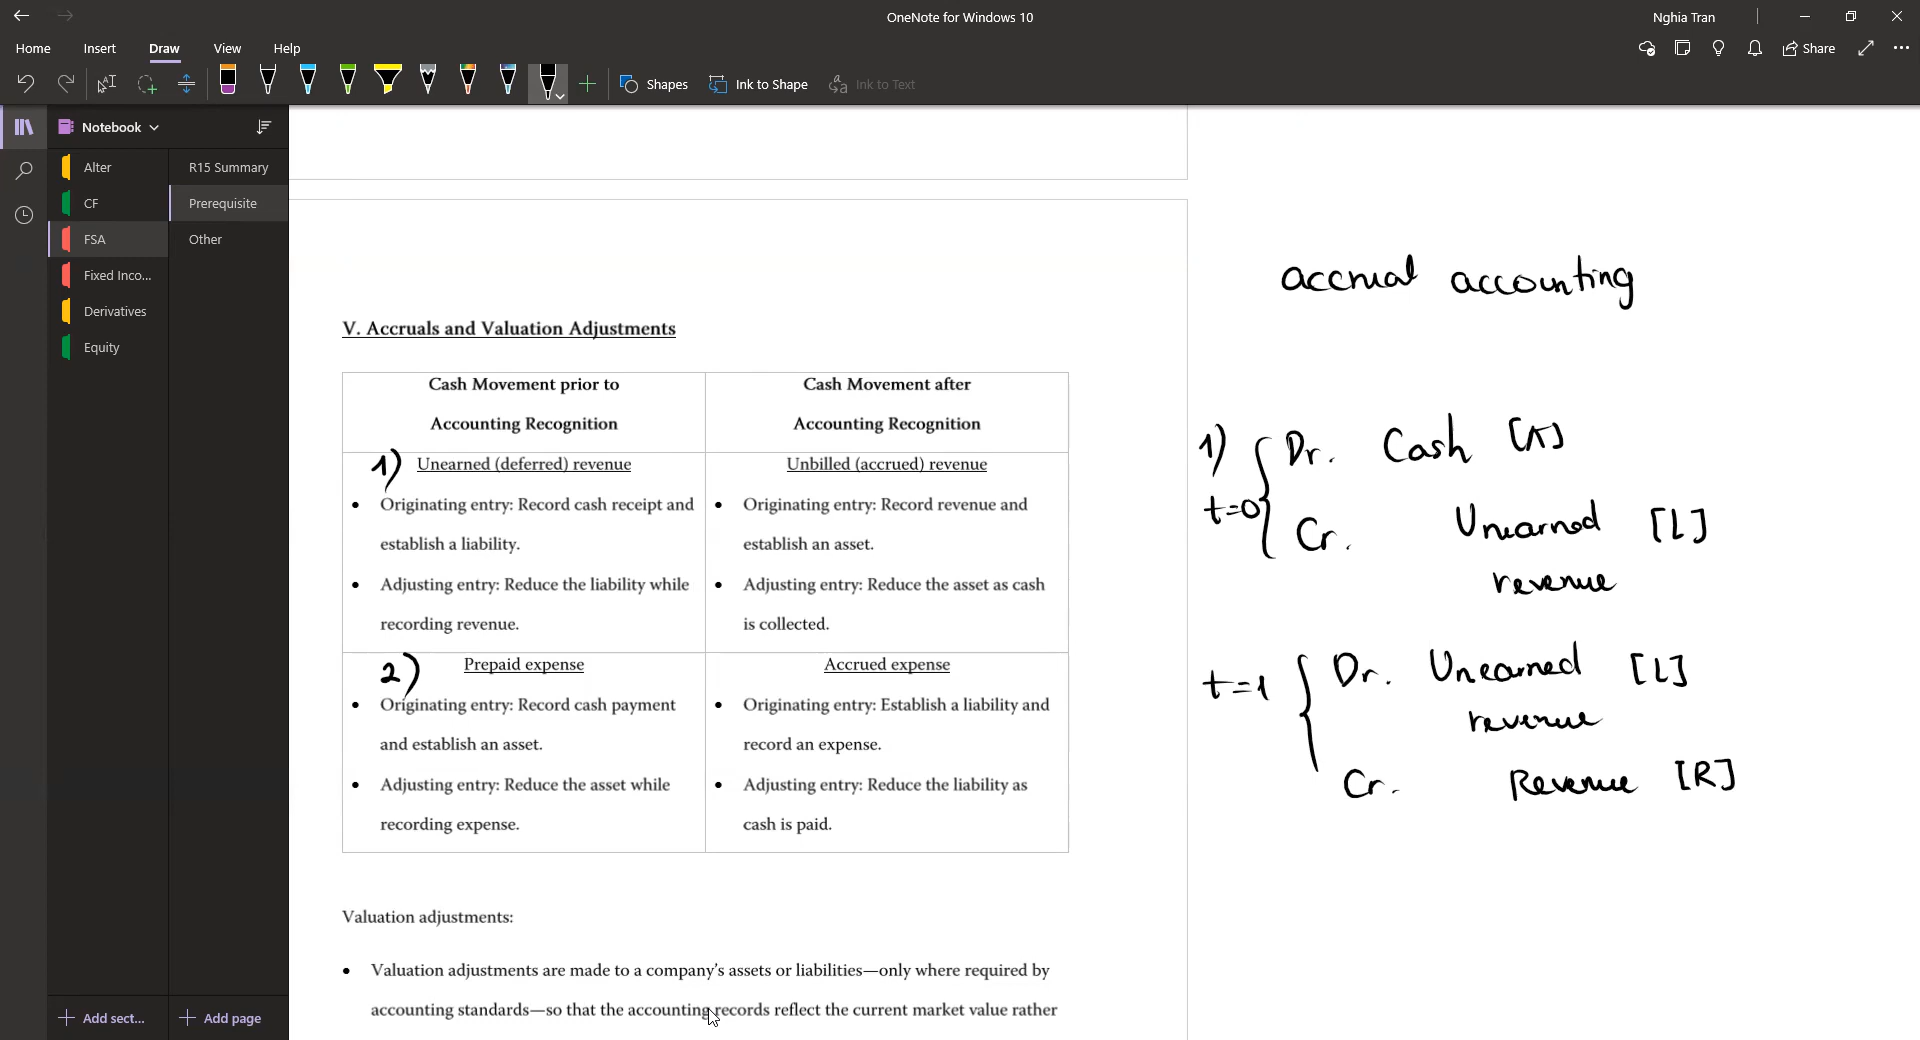 OneNote for Windows 10
Nghia Tran
Home Insert Draw View Help
Share
Shapes
Ink to Shape
Ink to Text
Notebook
Alter
CF
FSA
Fixed Inco...
Derivatives
Equity
R15 Summary
Prerequisite
Other
Add sect...
Add page
V. Accruals and Valuation Adjustments
Cash Movement prior to
Accounting Recognition
Cash Movement after
Accounting Recognition
1) Unearned (deferred) revenue
• Originating entry: Record cash receipt and
establish a liability.
• Adjusting entry: Reduce the liability while
recording revenue.
Unbilled (accrued) revenue
• Originating entry: Record revenue and
establish an asset.
• Adjusting entry: Reduce the asset as cash
is collected.
2) Prepaid expense
• Originating entry: Record cash payment
and establish an asset.
• Adjusting entry: Reduce the asset while
recording expense.
Accrued expense
• Originating entry: Establish a liability and
record an expense.
• Adjusting entry: Reduce the liability as
cash is paid.
Valuation adjustments:
• Valuation adjustments are made to a company's assets or liabilities—only where required by
accounting standards—so that the accounting records reflect the current market value rather
accrual accounting
1) Dr. Cash [A]
t=0
Cr. Unearned [L]
revenue
t=1 Dr. Unearned [L]
revenue
Cr. Revenue [R]